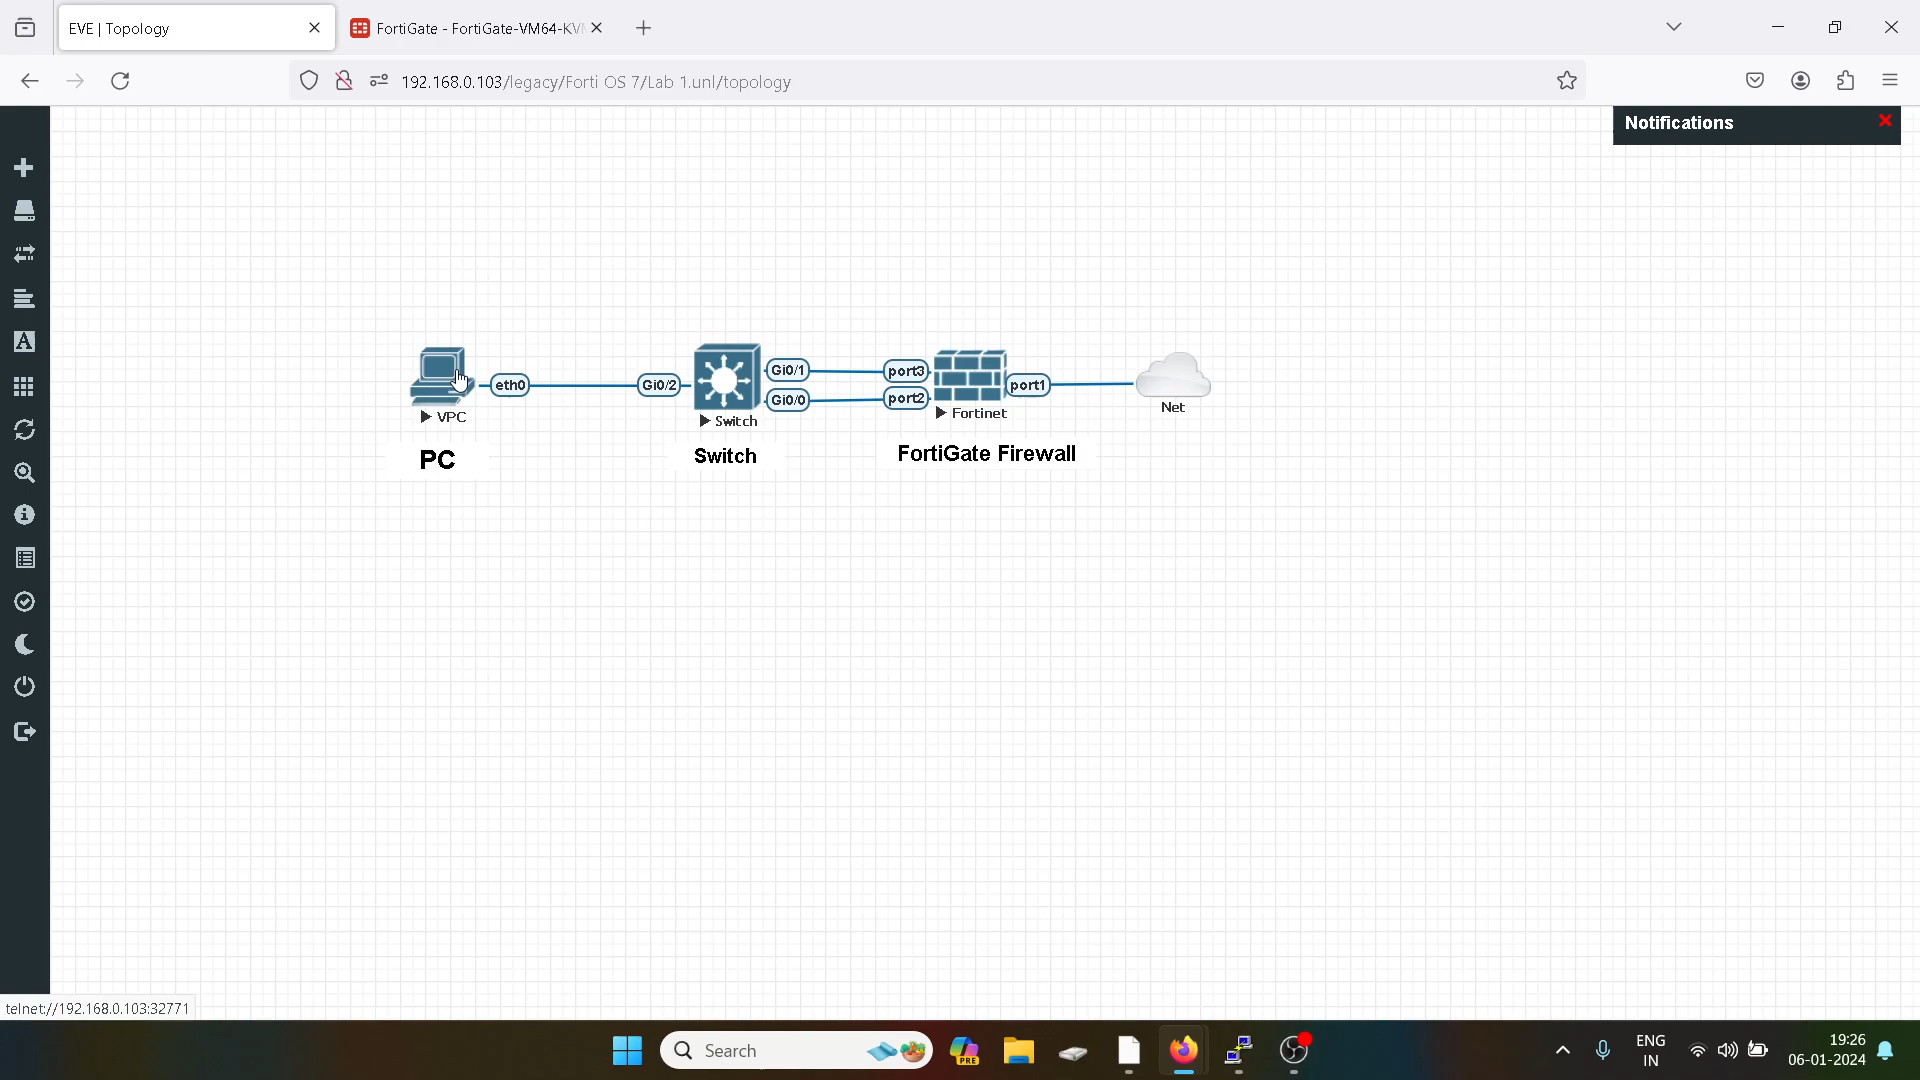 EVE | Topology
FortiGate - FortiGate-VM64-KVM
192.168.0.103/legacy/Forti OS 7/Lab 1.unl/topology
Notifications
A
eth0
Gi0/2
Gi0/1
Gi0/0
port3
port2
port1
VPC
Switch
Fortinet
Net
PC
Switch
FortiGate Firewall
telnet://192.168.0.103:32771
Search
PRE
ENG
IN
19:26
06-01-2024